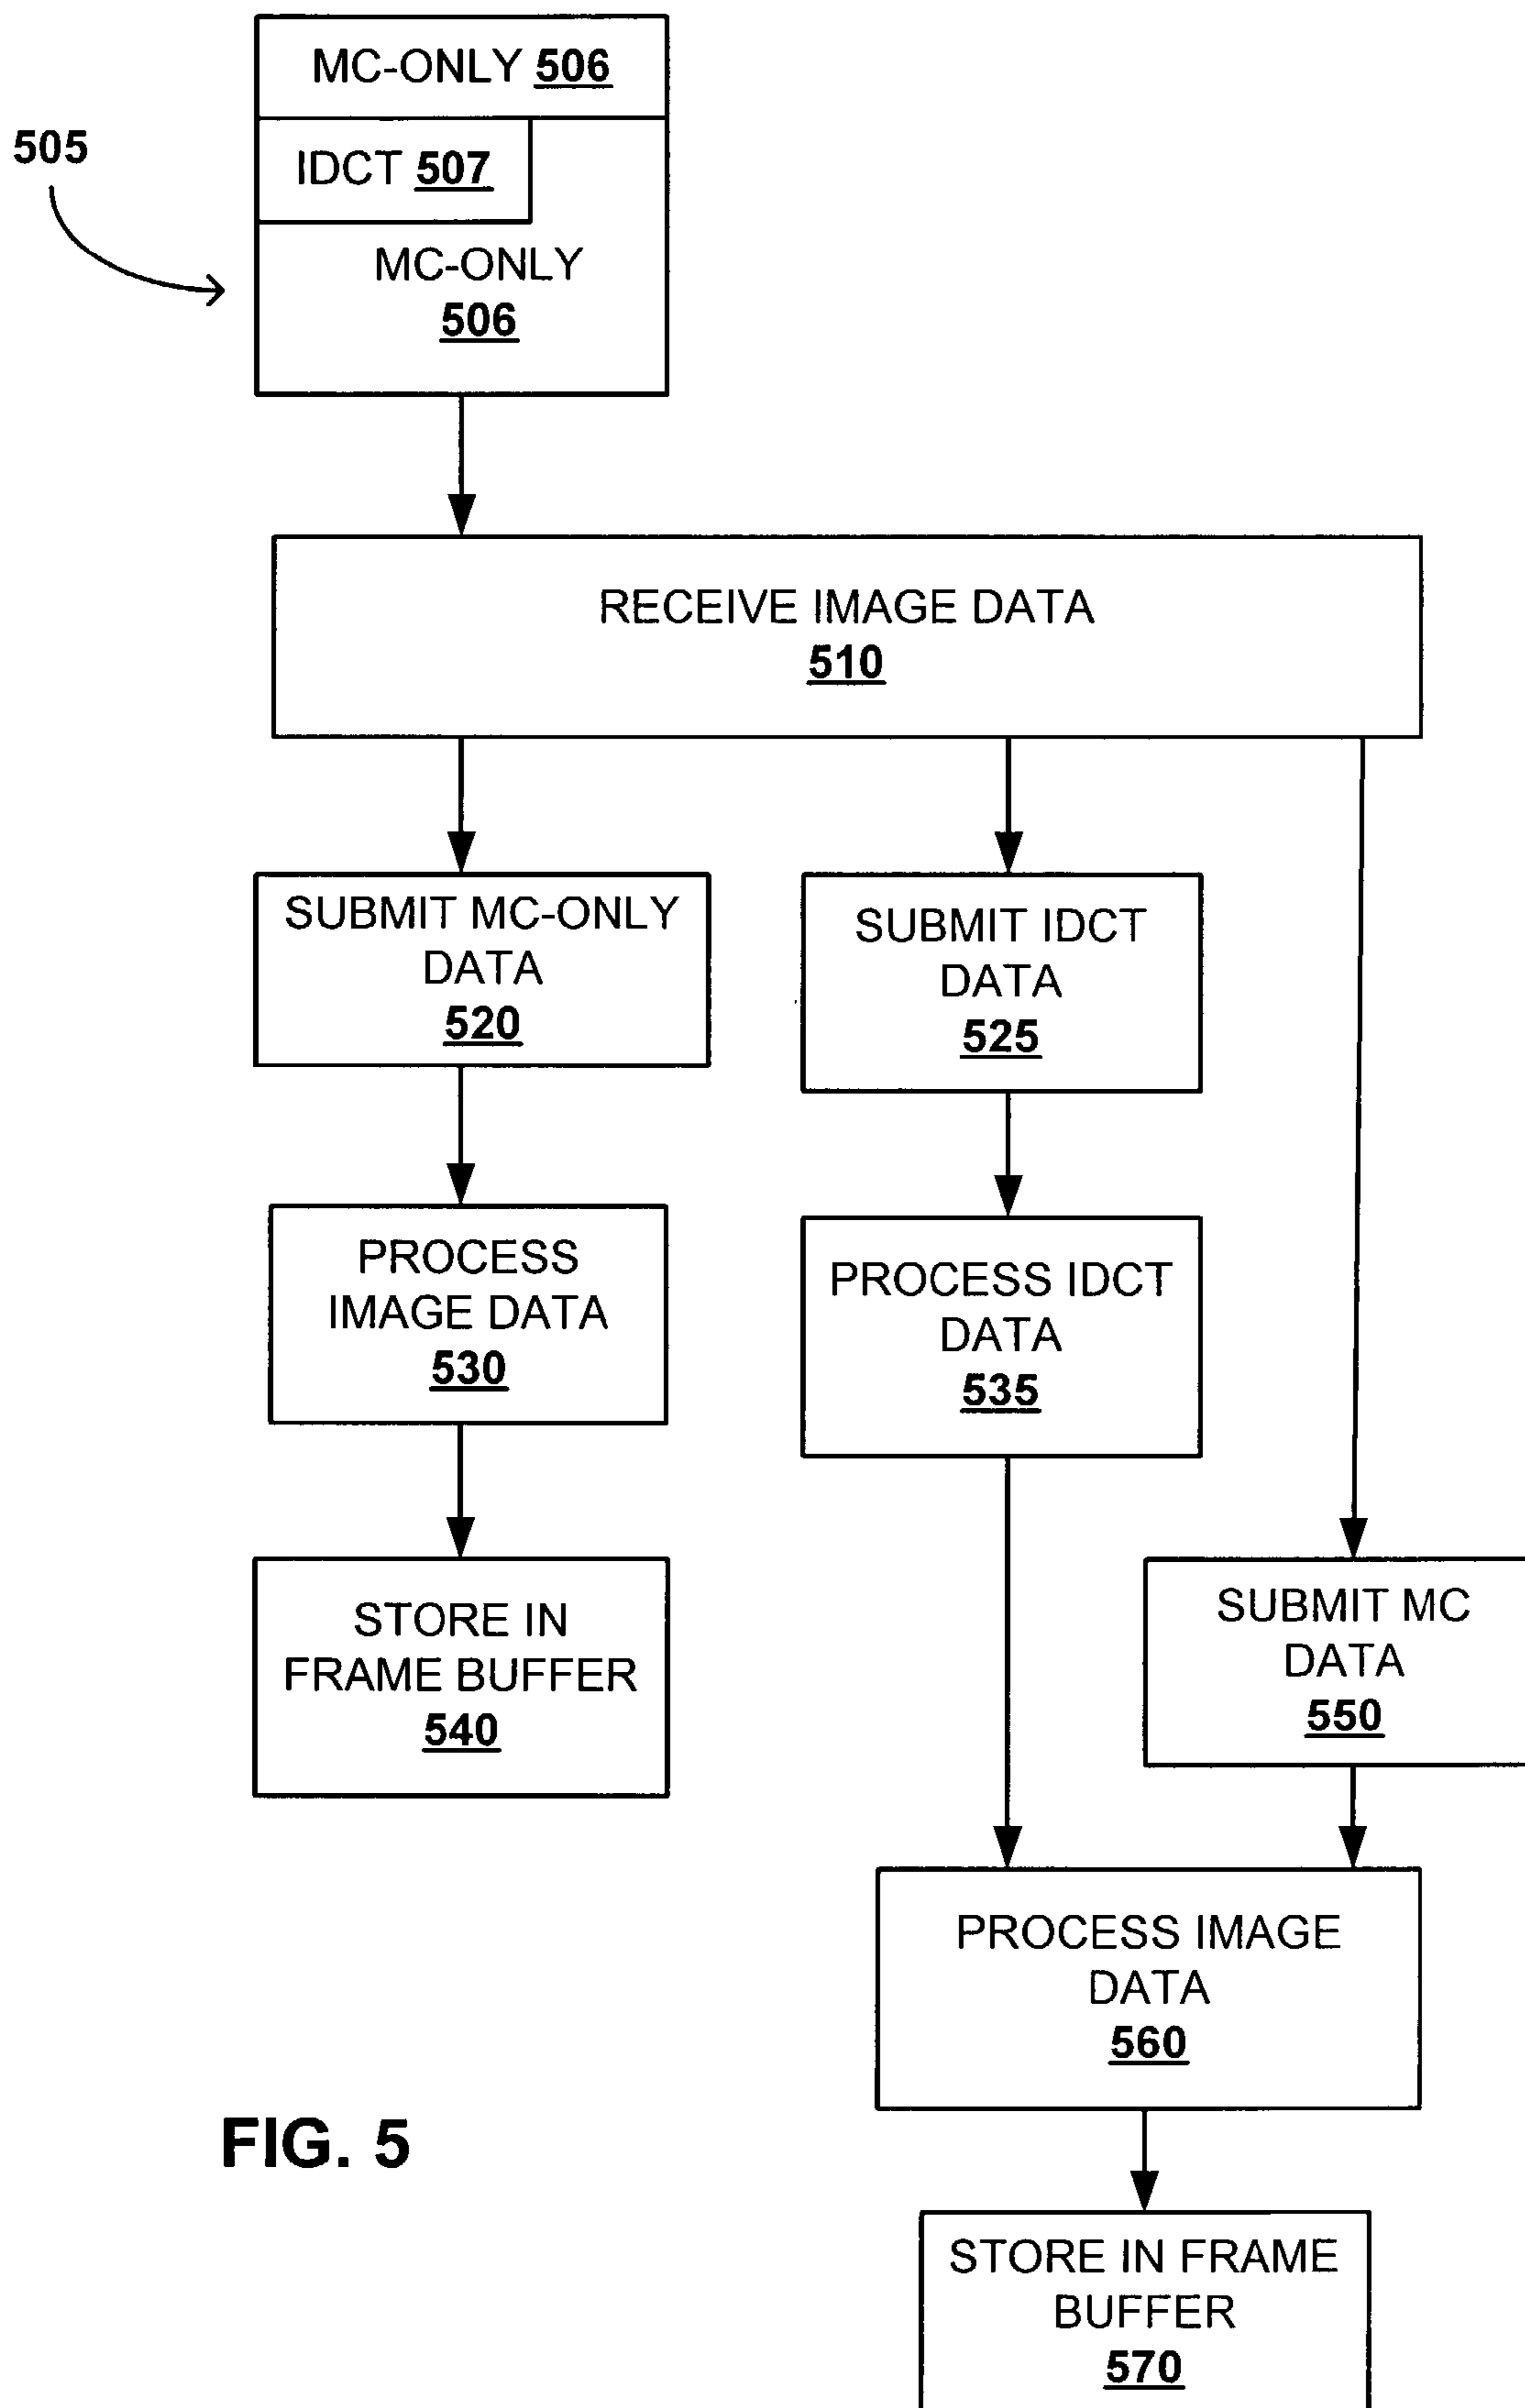 MC-ONLY 506
505
IDCT 507
MC-ONLY
506
RECEIVE IMAGE DATA
510
SUBMIT MC-ONLY
DATA
520
SUBMIT IDCT
DATA
525
PROCESS
IMAGE DATA
530
PROCESS IDCT
DATA
535
STORE IN
FRAME BUFFER
540
SUBMIT MC
DATA
550
PROCESS IMAGE
DATA
560
FIG. 5
STORE IN FRAME
BUFFER
570